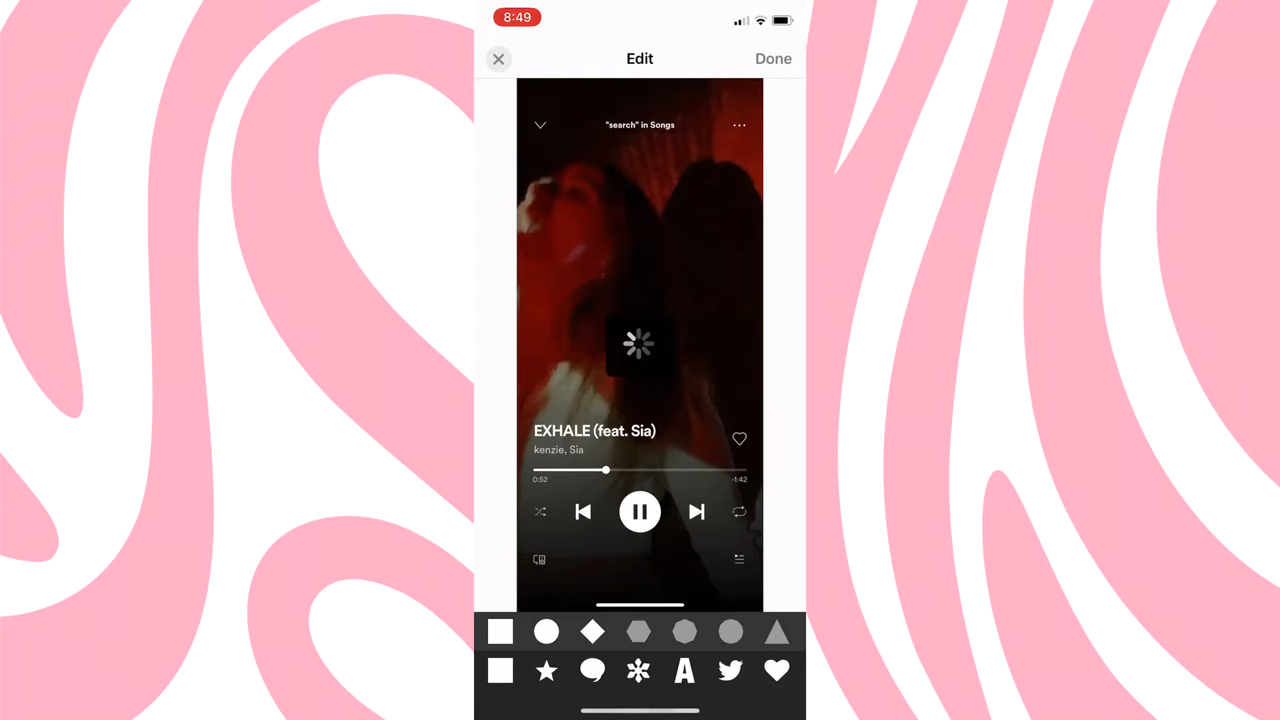 8:49
Edit
Done
"search" in Songs
EXHALE (feat. Sia)
kenzie, Sia
0:52
-1:42
A